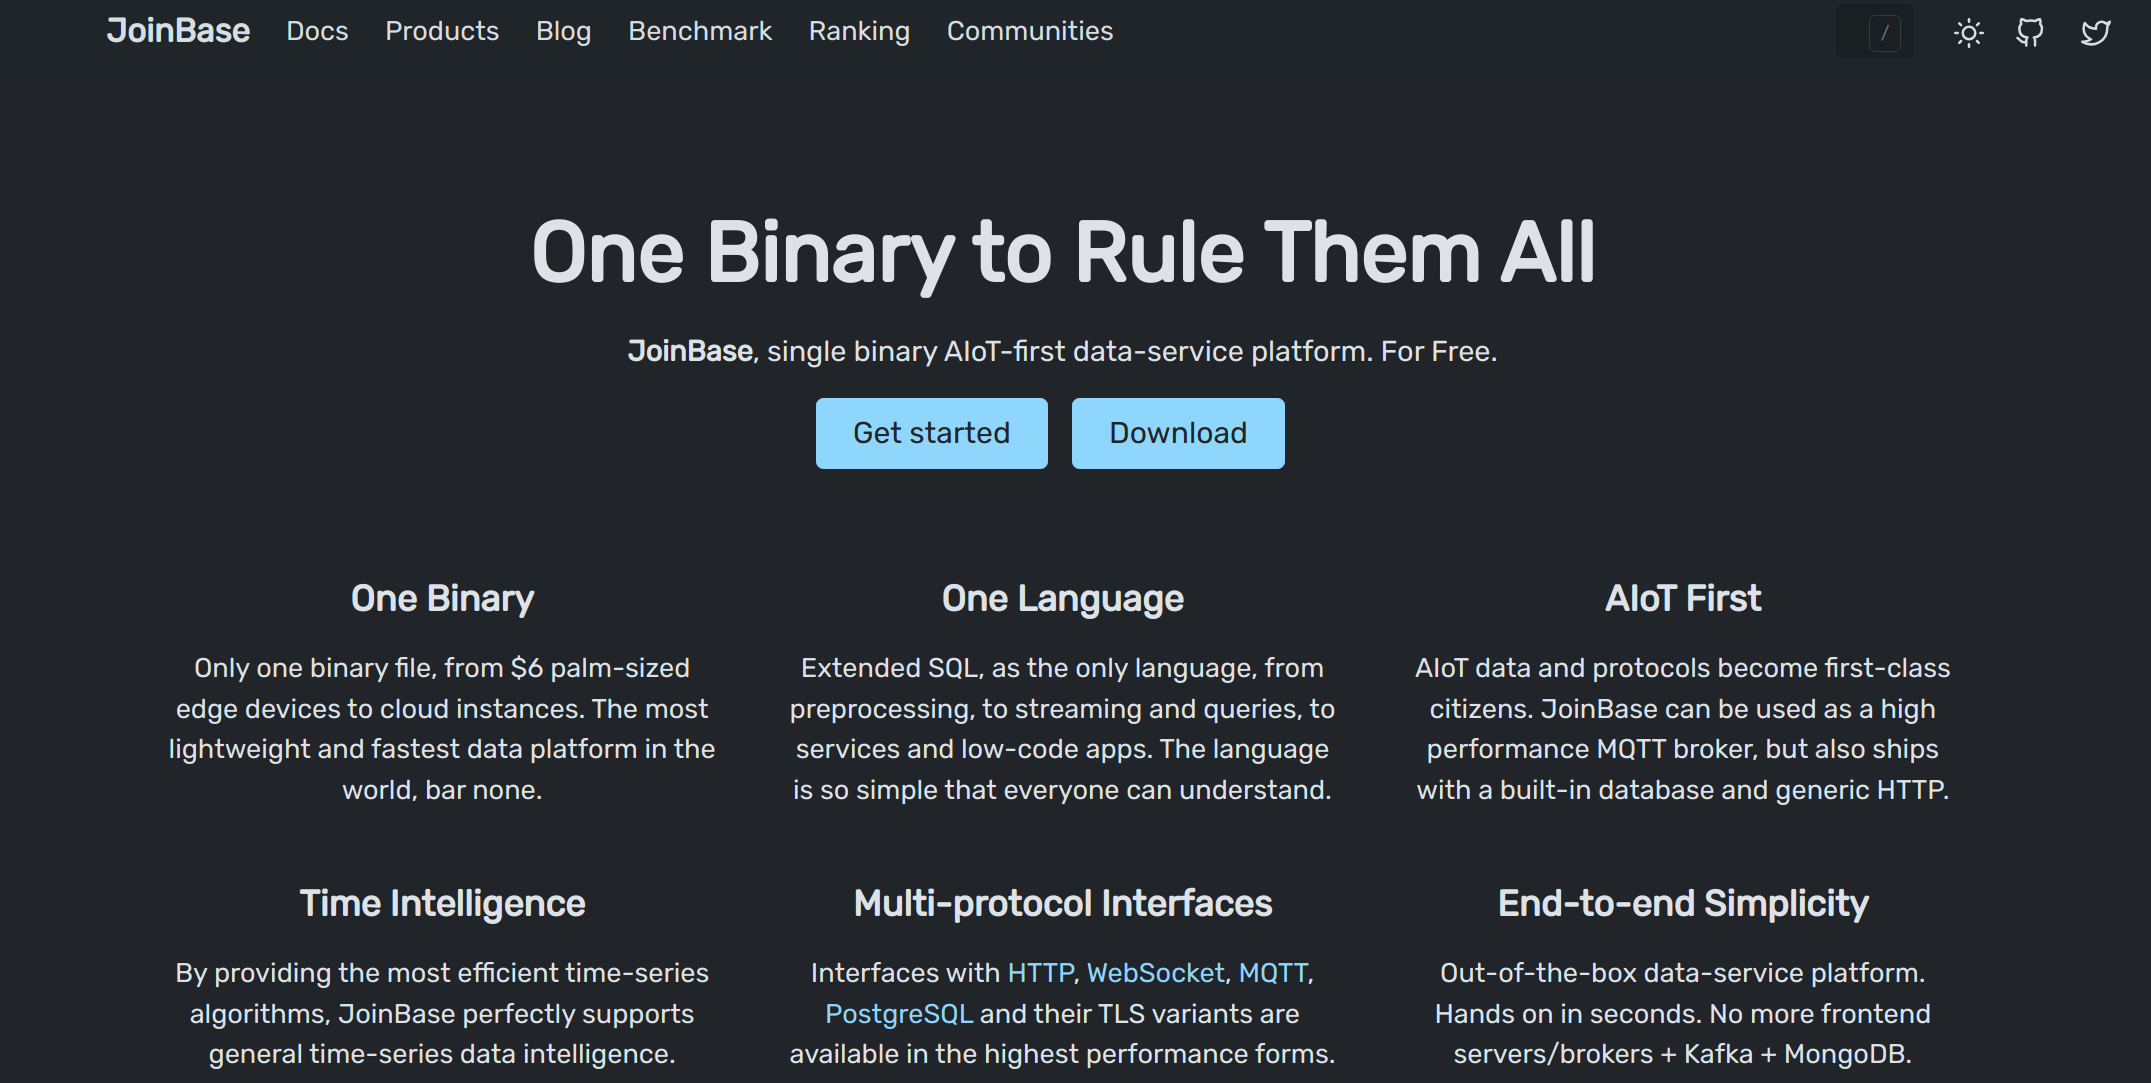 JoinBase Docs Products Blog Benchmark Ranking Communities /
One Binary to Rule Them All
JoinBase, single binary AIoT-first data-service platform. For Free.
Get started Download
One Binary
Only one binary file, from $6 palm-sized
edge devices to cloud instances. The most
lightweight and fastest data platform in the
world, bar none.
One Language
Extended SQL, as the only language, from
preprocessing, to streaming and queries, to
services and low-code apps. The language
is so simple that everyone can understand.
AIoT First
AIoT data and protocols become first-class
citizens. JoinBase can be used as a high
performance MQTT broker, but also ships
with a built-in database and generic HTTP.
Time Intelligence
By providing the most efficient time-series
algorithms, JoinBase perfectly supports
general time-series data intelligence.
Multi-protocol Interfaces
Interfaces with HTTP, WebSocket, MQTT,
PostgreSQL and their TLS variants are
available in the highest performance forms.
End-to-end Simplicity
Out-of-the-box data-service platform.
Hands on in seconds. No more frontend
servers/brokers + Kafka + MongoDB.